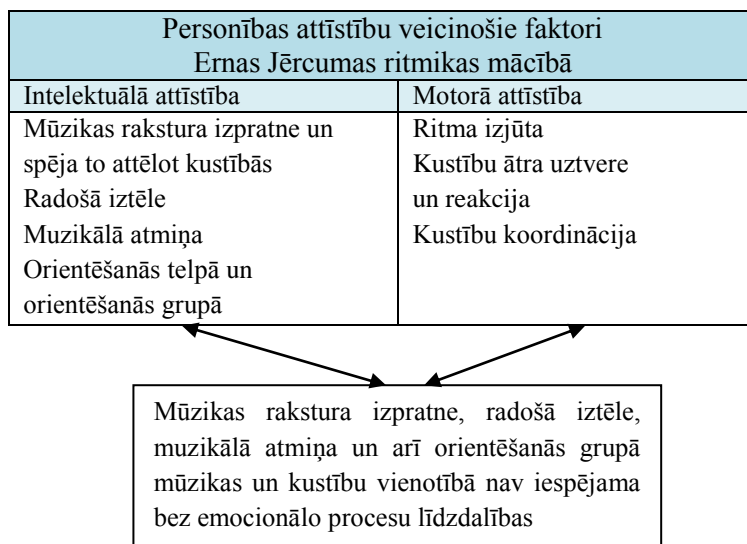 Personības attīstību veicinošie faktori
Ernas Jērcumas ritmikas mācībā
Intelektuālā attīstība
Mūzikas rakstura izpratne un
spēja to attēlot kustībās
Radošā iztēle
Muzikālā atmiņa
Orientēšanās telpā un
orientēšanās grupā
Motorā attīstība
Ritma izjūta
Kustību ātra uztvere
un reakcija
Kustību koordinācija
Mūzikas rakstura izpratne, radošā iztēle,
muzikālā atmiņa un arī orientēšanās grupā
mūzikas un kustību vienotībā nav iespējama
bez emocionālo procesu līdzdalības